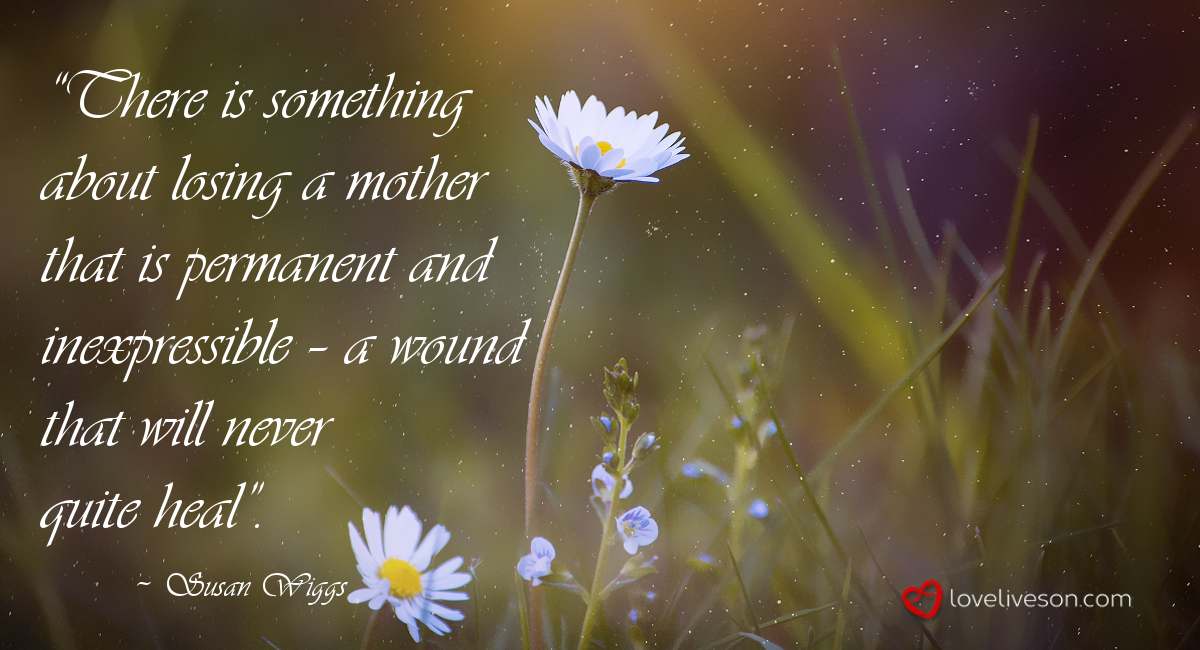 "There is something
about losing a mother
that is permanent and
inexpressible – a wound
that will never
quite heal".
~ Susan Wiggs
loveliveson.com